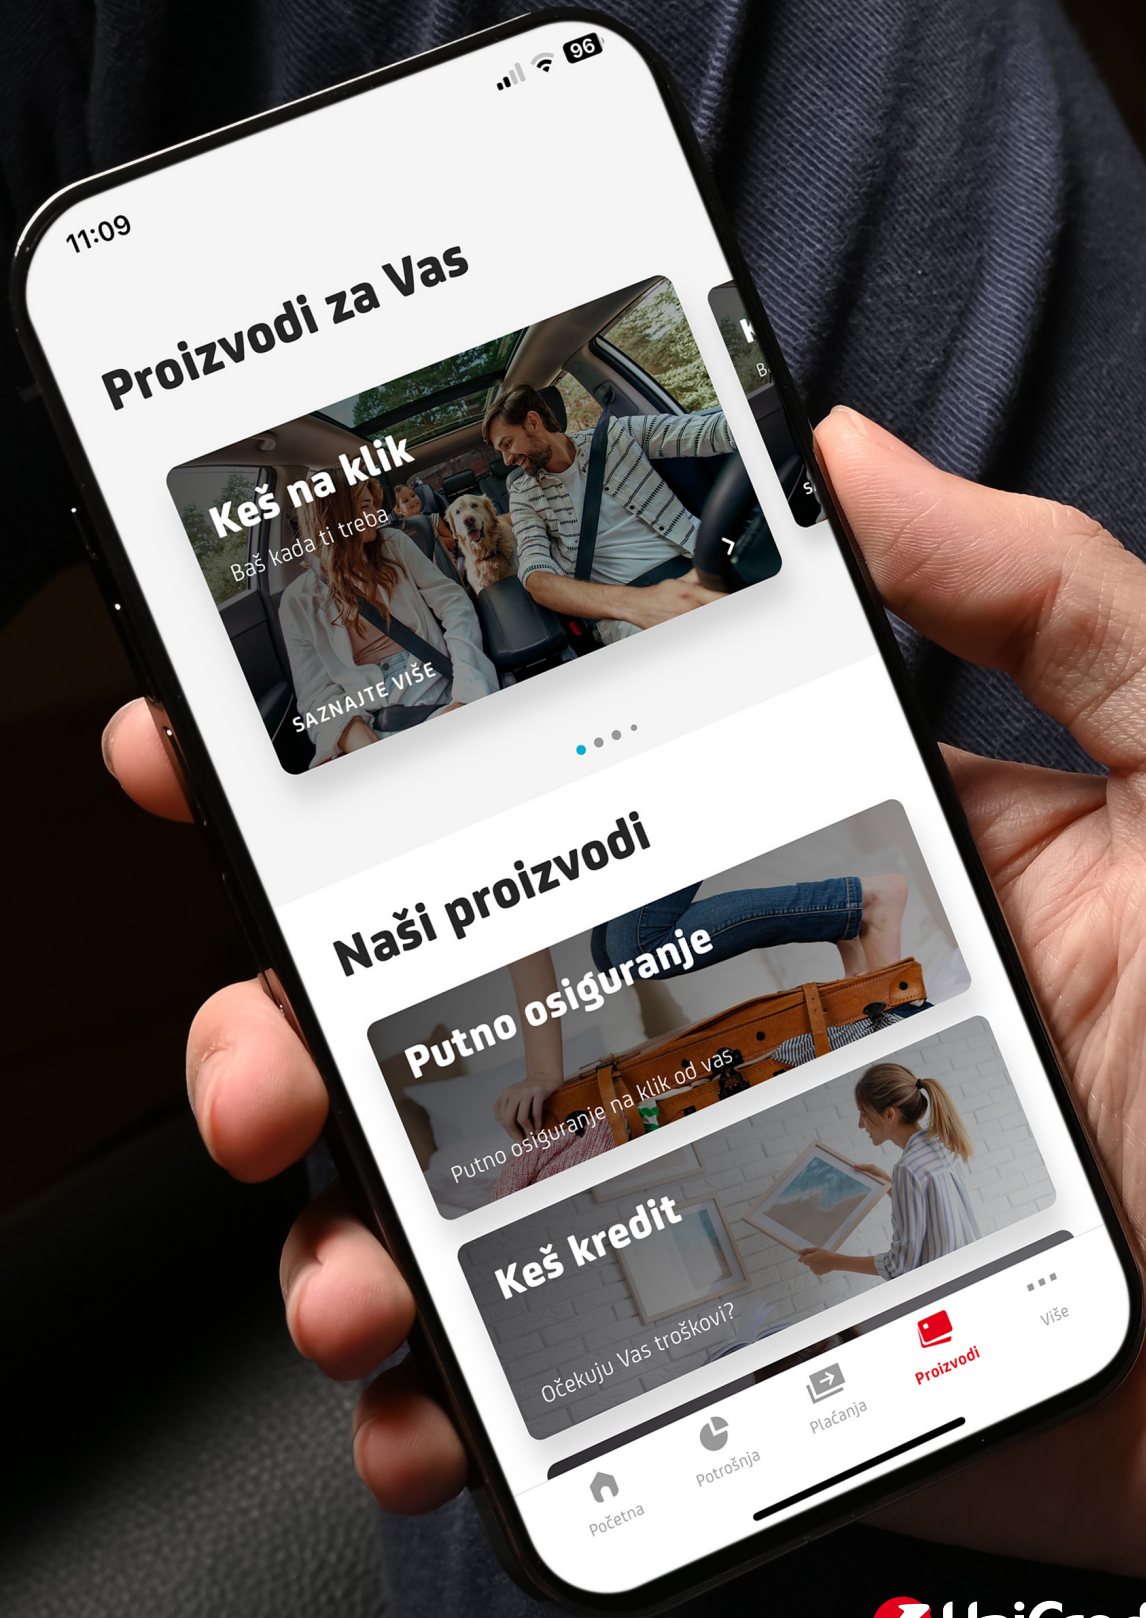 96
11:09
Proizvodi za Vas
Keš na klik
Baš kada ti treba
SAZNAJTE VIŠE
Naši proizvodi
Putno osiguranje
Putno osiguranje na klik od vas
Keš kredit
Očekuju Vas troškovi?
Početna
Potrošnja
Plaćanja
Proizvodi
Više